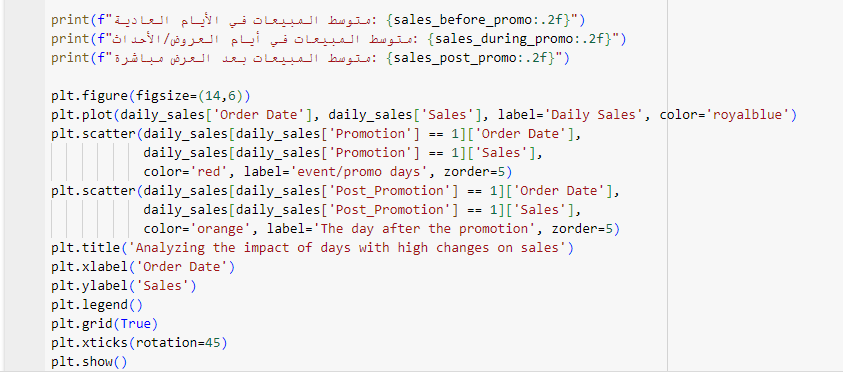 print(f"متوسط المبيعات في الأيام العادية: {sales_before_promo:.2f}")
print(f"متوسط المبيعات في أيام العروض/الأحداث: {sales_during_promo:.2f}")
print(f"متوسط المبيعات بعد العرض مباشرة: {sales_post_promo:.2f}")
plt.figure(figsize=(14,6))
plt.plot(daily_sales['Order Date'], daily_sales['Sales'], label='Daily Sales', color='royalblue')
plt.scatter(daily_sales[daily_sales['Promotion'] == 1]['Order Date'],
daily_sales[daily_sales['Promotion'] == 1]['Sales'],
color='red', label='event/promo days', zorder=5)
plt.scatter(daily_sales[daily_sales['Post_Promotion'] == 1]['Order Date'],
daily_sales[daily_sales['Post_Promotion'] == 1]['Sales'],
color='orange', label='The day after the promotion', zorder=5)
plt.title('Analyzing the impact of days with high changes on sales')
plt.xlabel('Order Date')
plt.ylabel('Sales')
plt.legend()
plt.grid(True)
plt.xticks(rotation=45)
plt.show()